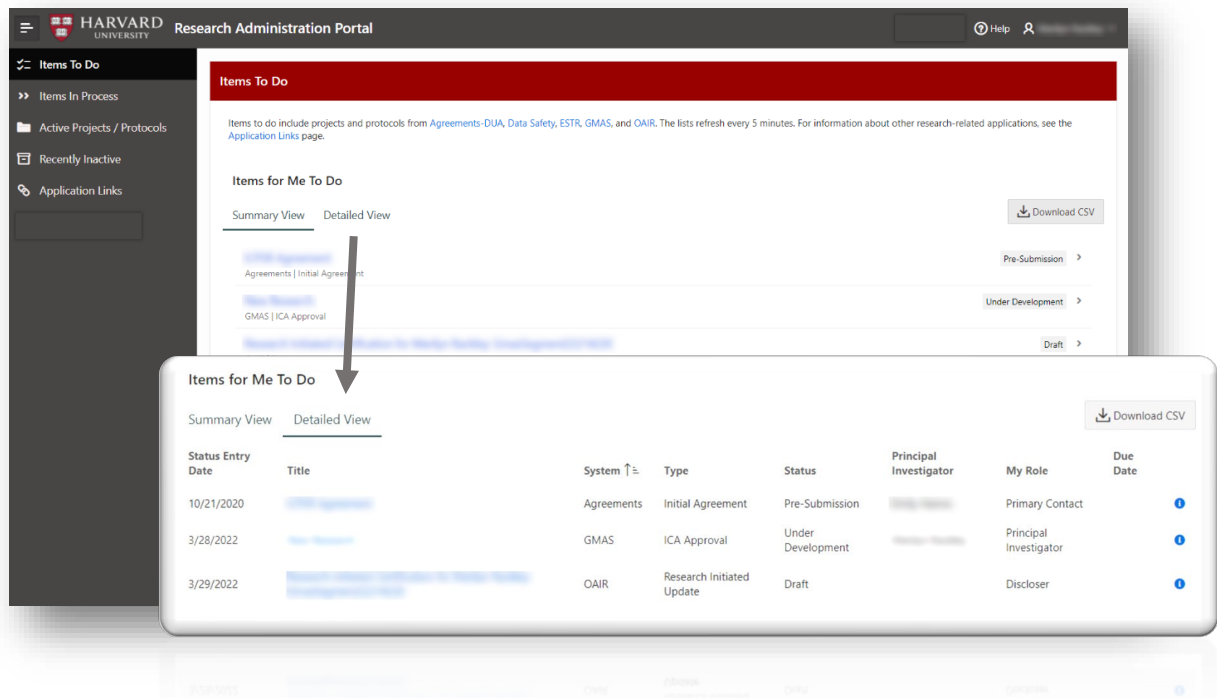 HARVARD
UNIVERSITY
Research Administration Portal
Help
Items To Do
Items In Process
Active Projects / Protocols
Recently Inactive
Application Links
Items To Do
Items to do include projects and protocols from Agreements-DUA, Data Safety, ESTR, GMAS, and OAIR. The lists refresh every 5 minutes. For information about other research-related applications, see the
Application Links page.
Items for Me To Do
Summary View Detailed View
Download CSV
Pre-Submission
Agreements | Initial Agreement
Under Development
GMAS | ICA Approval
Draft
Items for Me To Do
Summary View Detailed View
Download CSV
Status Entry Date Title System Type Status Principal Investigator My Role Due Date
10/21/2020 Agreements Initial Agreement Pre-Submission Primary Contact
3/28/2022 GMAS ICA Approval Under Development Principal Investigator
3/29/2022 OAIR Research Initiated Update Draft Discloser